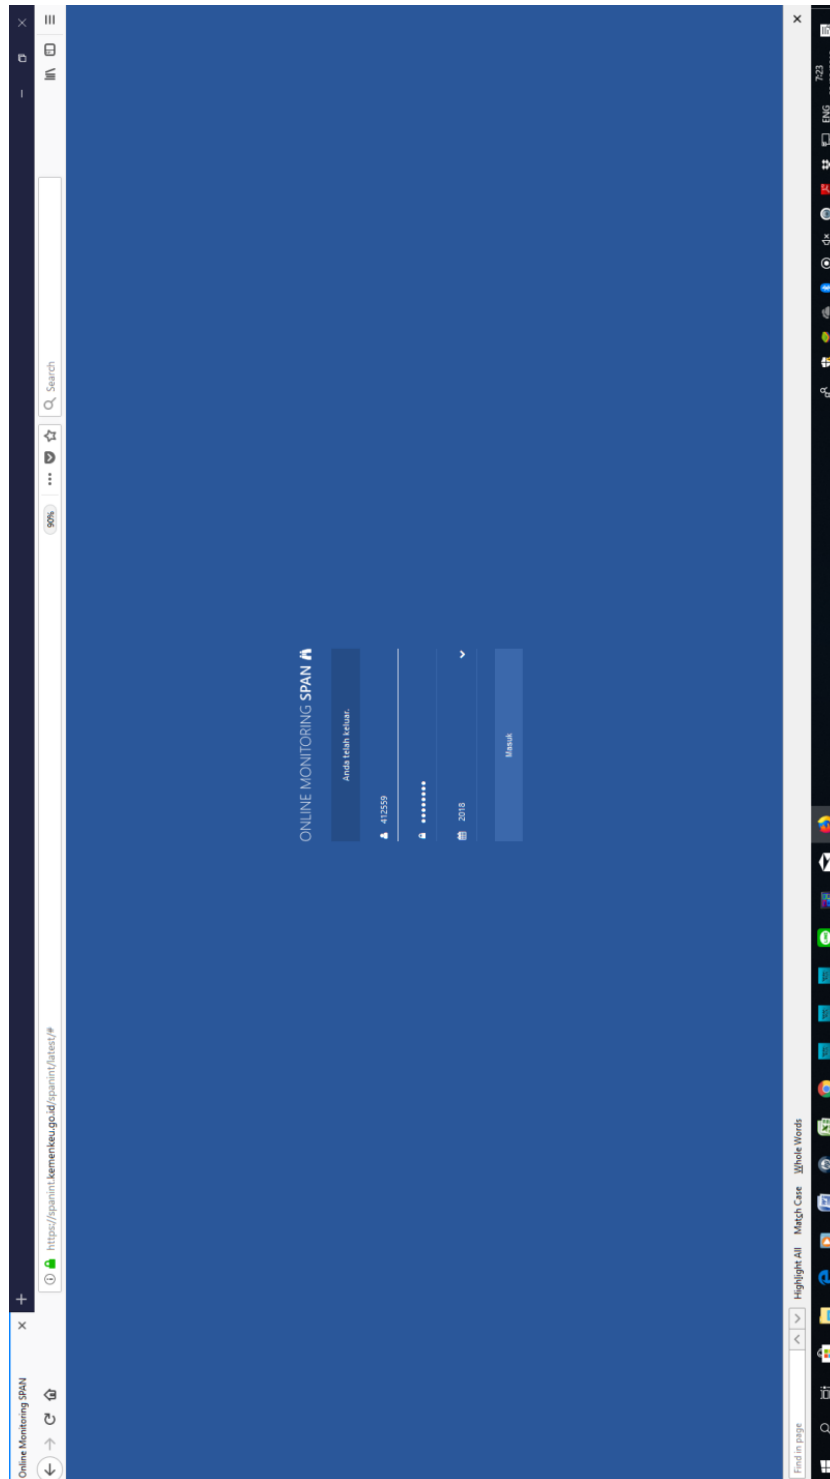 Online Monitoring SPAN
https://spanint.kemenkeu.go.id/spanint/latest/#
90%
Search
ONLINE MONITORING SPAN
Anda telah keluar.
412559
•••••••••
2018
Masuk
Find in page
Highlight All Match Case Whole Words
ENG
7:23